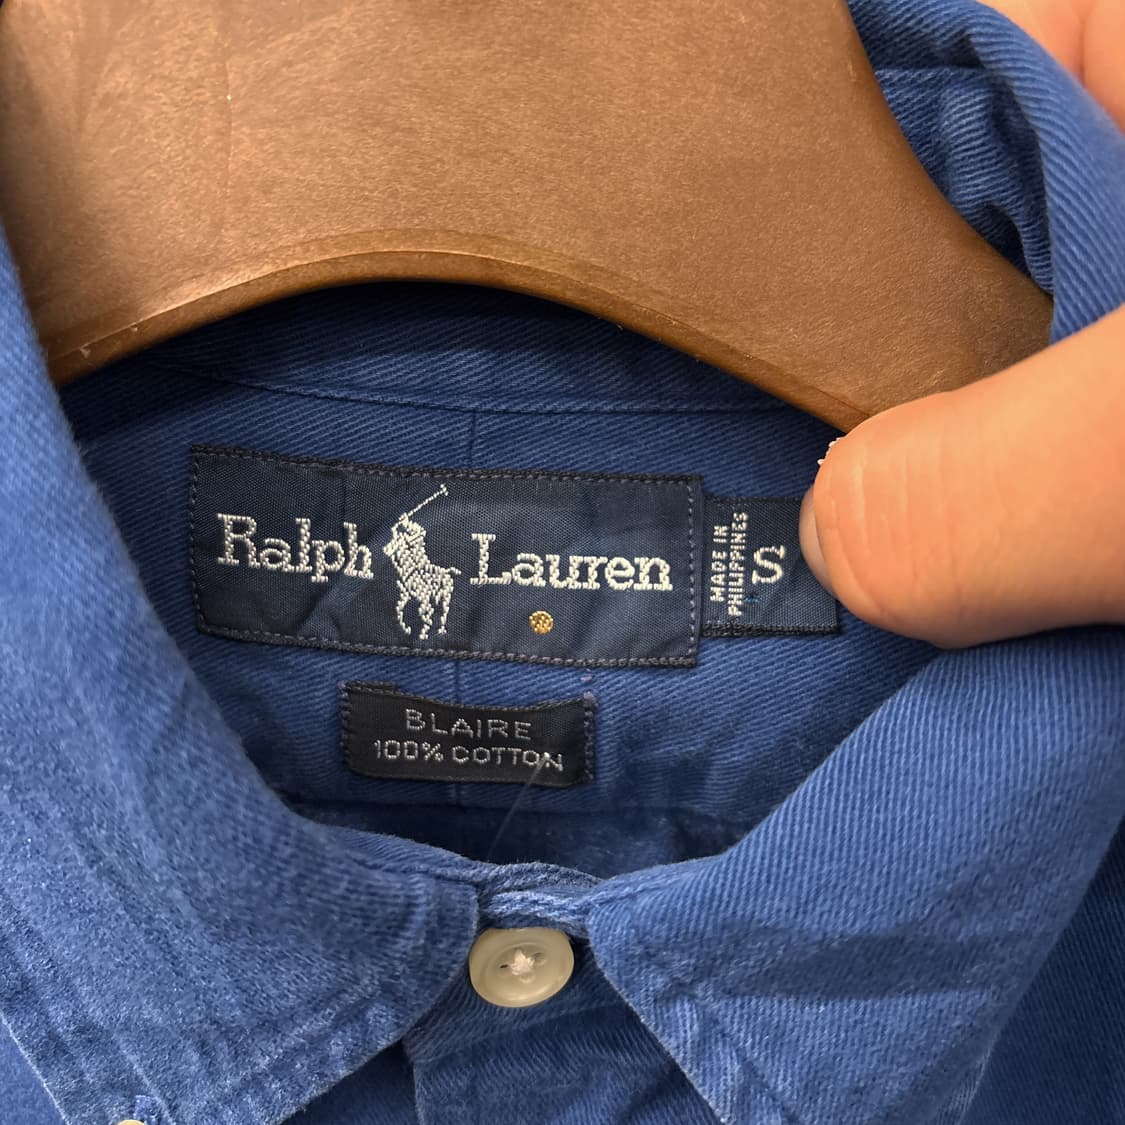 Ralph Lauren
MADE IN
PHILIPPINES
S
BLAIRE
100% COTTON